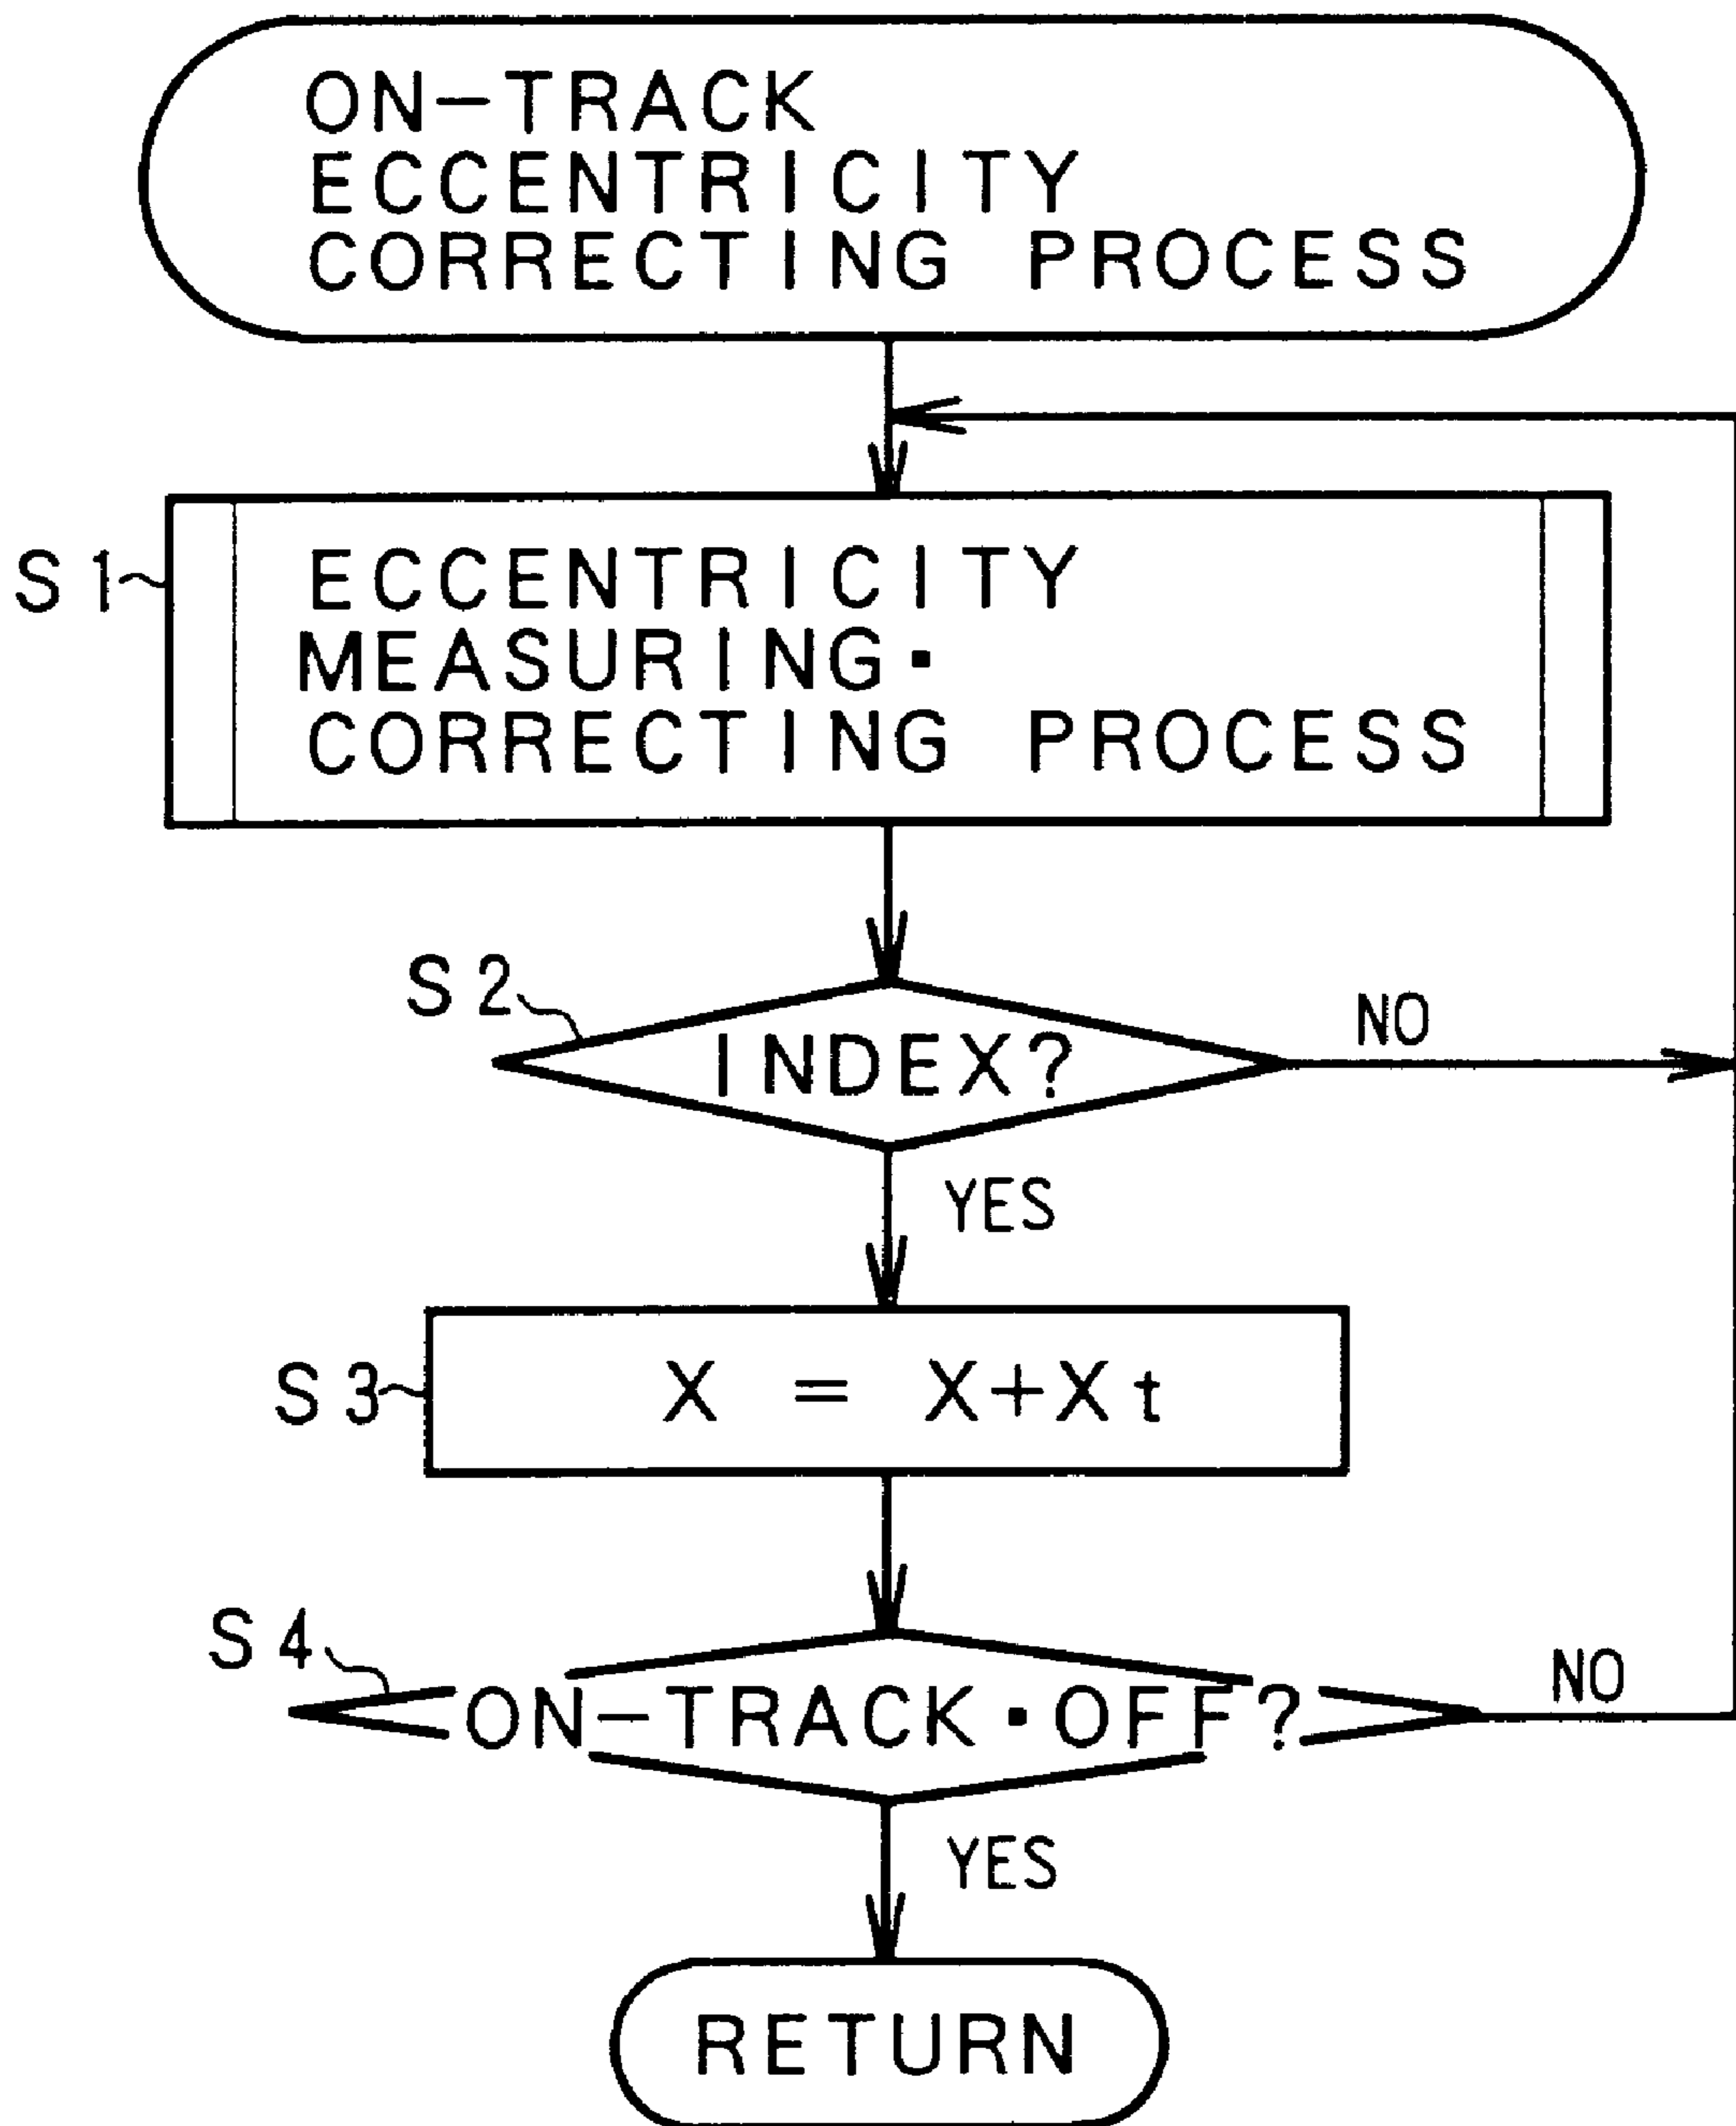 ON-TRACK
ECCENTRICITY
CORRECTING PROCESS
S1
ECCENTRICITY
MEASURING·
CORRECTING PROCESS
S2
INDEX?
NO
YES
S3
X = X+Xt
S4
ON-TRACK·OFF?
NO
YES
RETURN